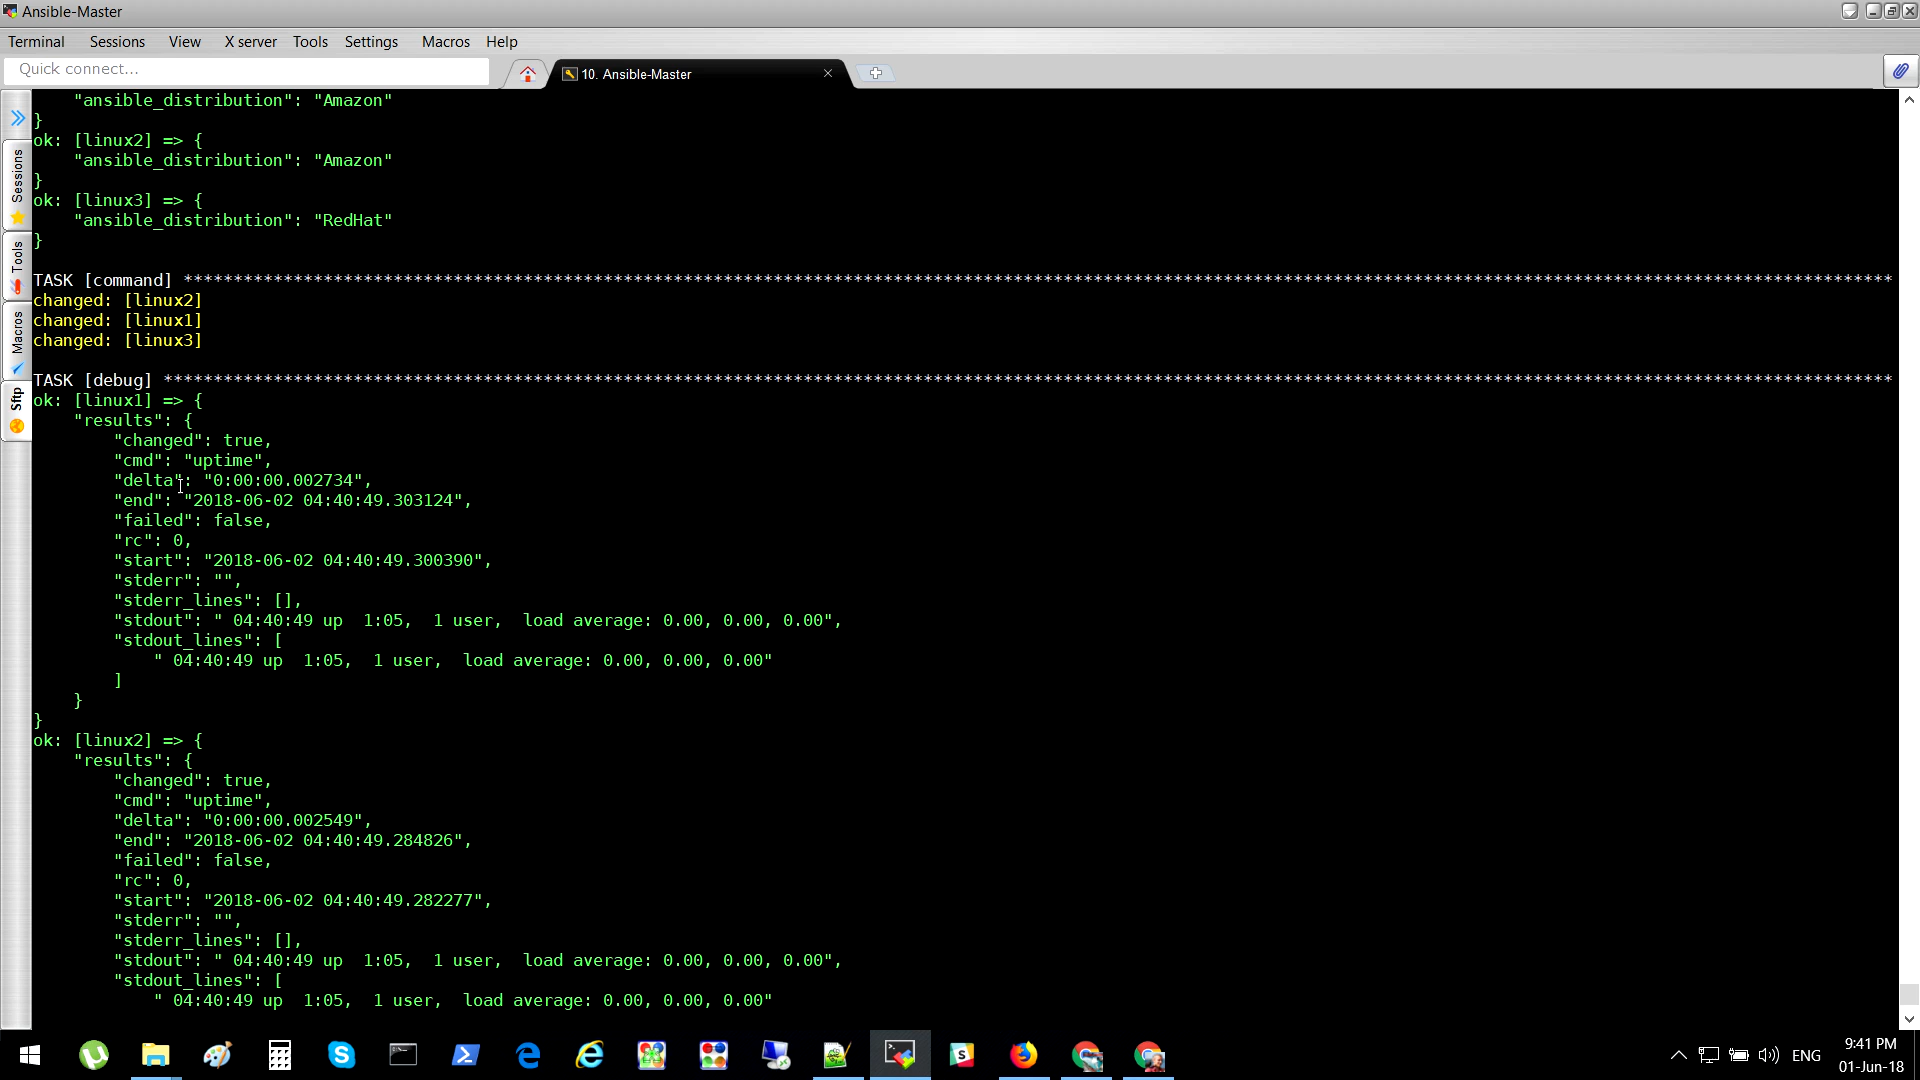 Ansible-Master
Terminal Sessions View X server Tools Settings Macros Help
Quick connect...
10. Ansible-Master
Sessions
Tools
Macros
Sftp
    "ansible_distribution": "Amazon"
}
ok: [linux2] => {
    "ansible_distribution": "Amazon"
}
ok: [linux3] => {
    "ansible_distribution": "RedHat"
}
TASK [command] ***************************************************************************************************************************************************************************
changed: [linux2]
changed: [linux1]
changed: [linux3]
TASK [debug] *****************************************************************************************************************************************************************************
ok: [linux1] => {
    "results": {
        "changed": true,
        "cmd": "uptime",
        "delta": "0:00:00.002734",
        "end": "2018-06-02 04:40:49.303124",
        "failed": false,
        "rc": 0,
        "start": "2018-06-02 04:40:49.300390",
        "stderr": "",
        "stderr_lines": [],
        "stdout": " 04:40:49 up  1:05,  1 user,  load average: 0.00, 0.00, 0.00",
        "stdout_lines": [
            " 04:40:49 up  1:05,  1 user,  load average: 0.00, 0.00, 0.00"
        ]
    }
}
ok: [linux2] => {
    "results": {
        "changed": true,
        "cmd": "uptime",
        "delta": "0:00:00.002549",
        "end": "2018-06-02 04:40:49.284826",
        "failed": false,
        "rc": 0,
        "start": "2018-06-02 04:40:49.282277",
        "stderr": "",
        "stderr_lines": [],
        "stdout": " 04:40:49 up  1:05,  1 user,  load average: 0.00, 0.00, 0.00",
        "stdout_lines": [
            " 04:40:49 up  1:05,  1 user,  load average: 0.00, 0.00, 0.00"
ENG
9:41 PM
01-Jun-18